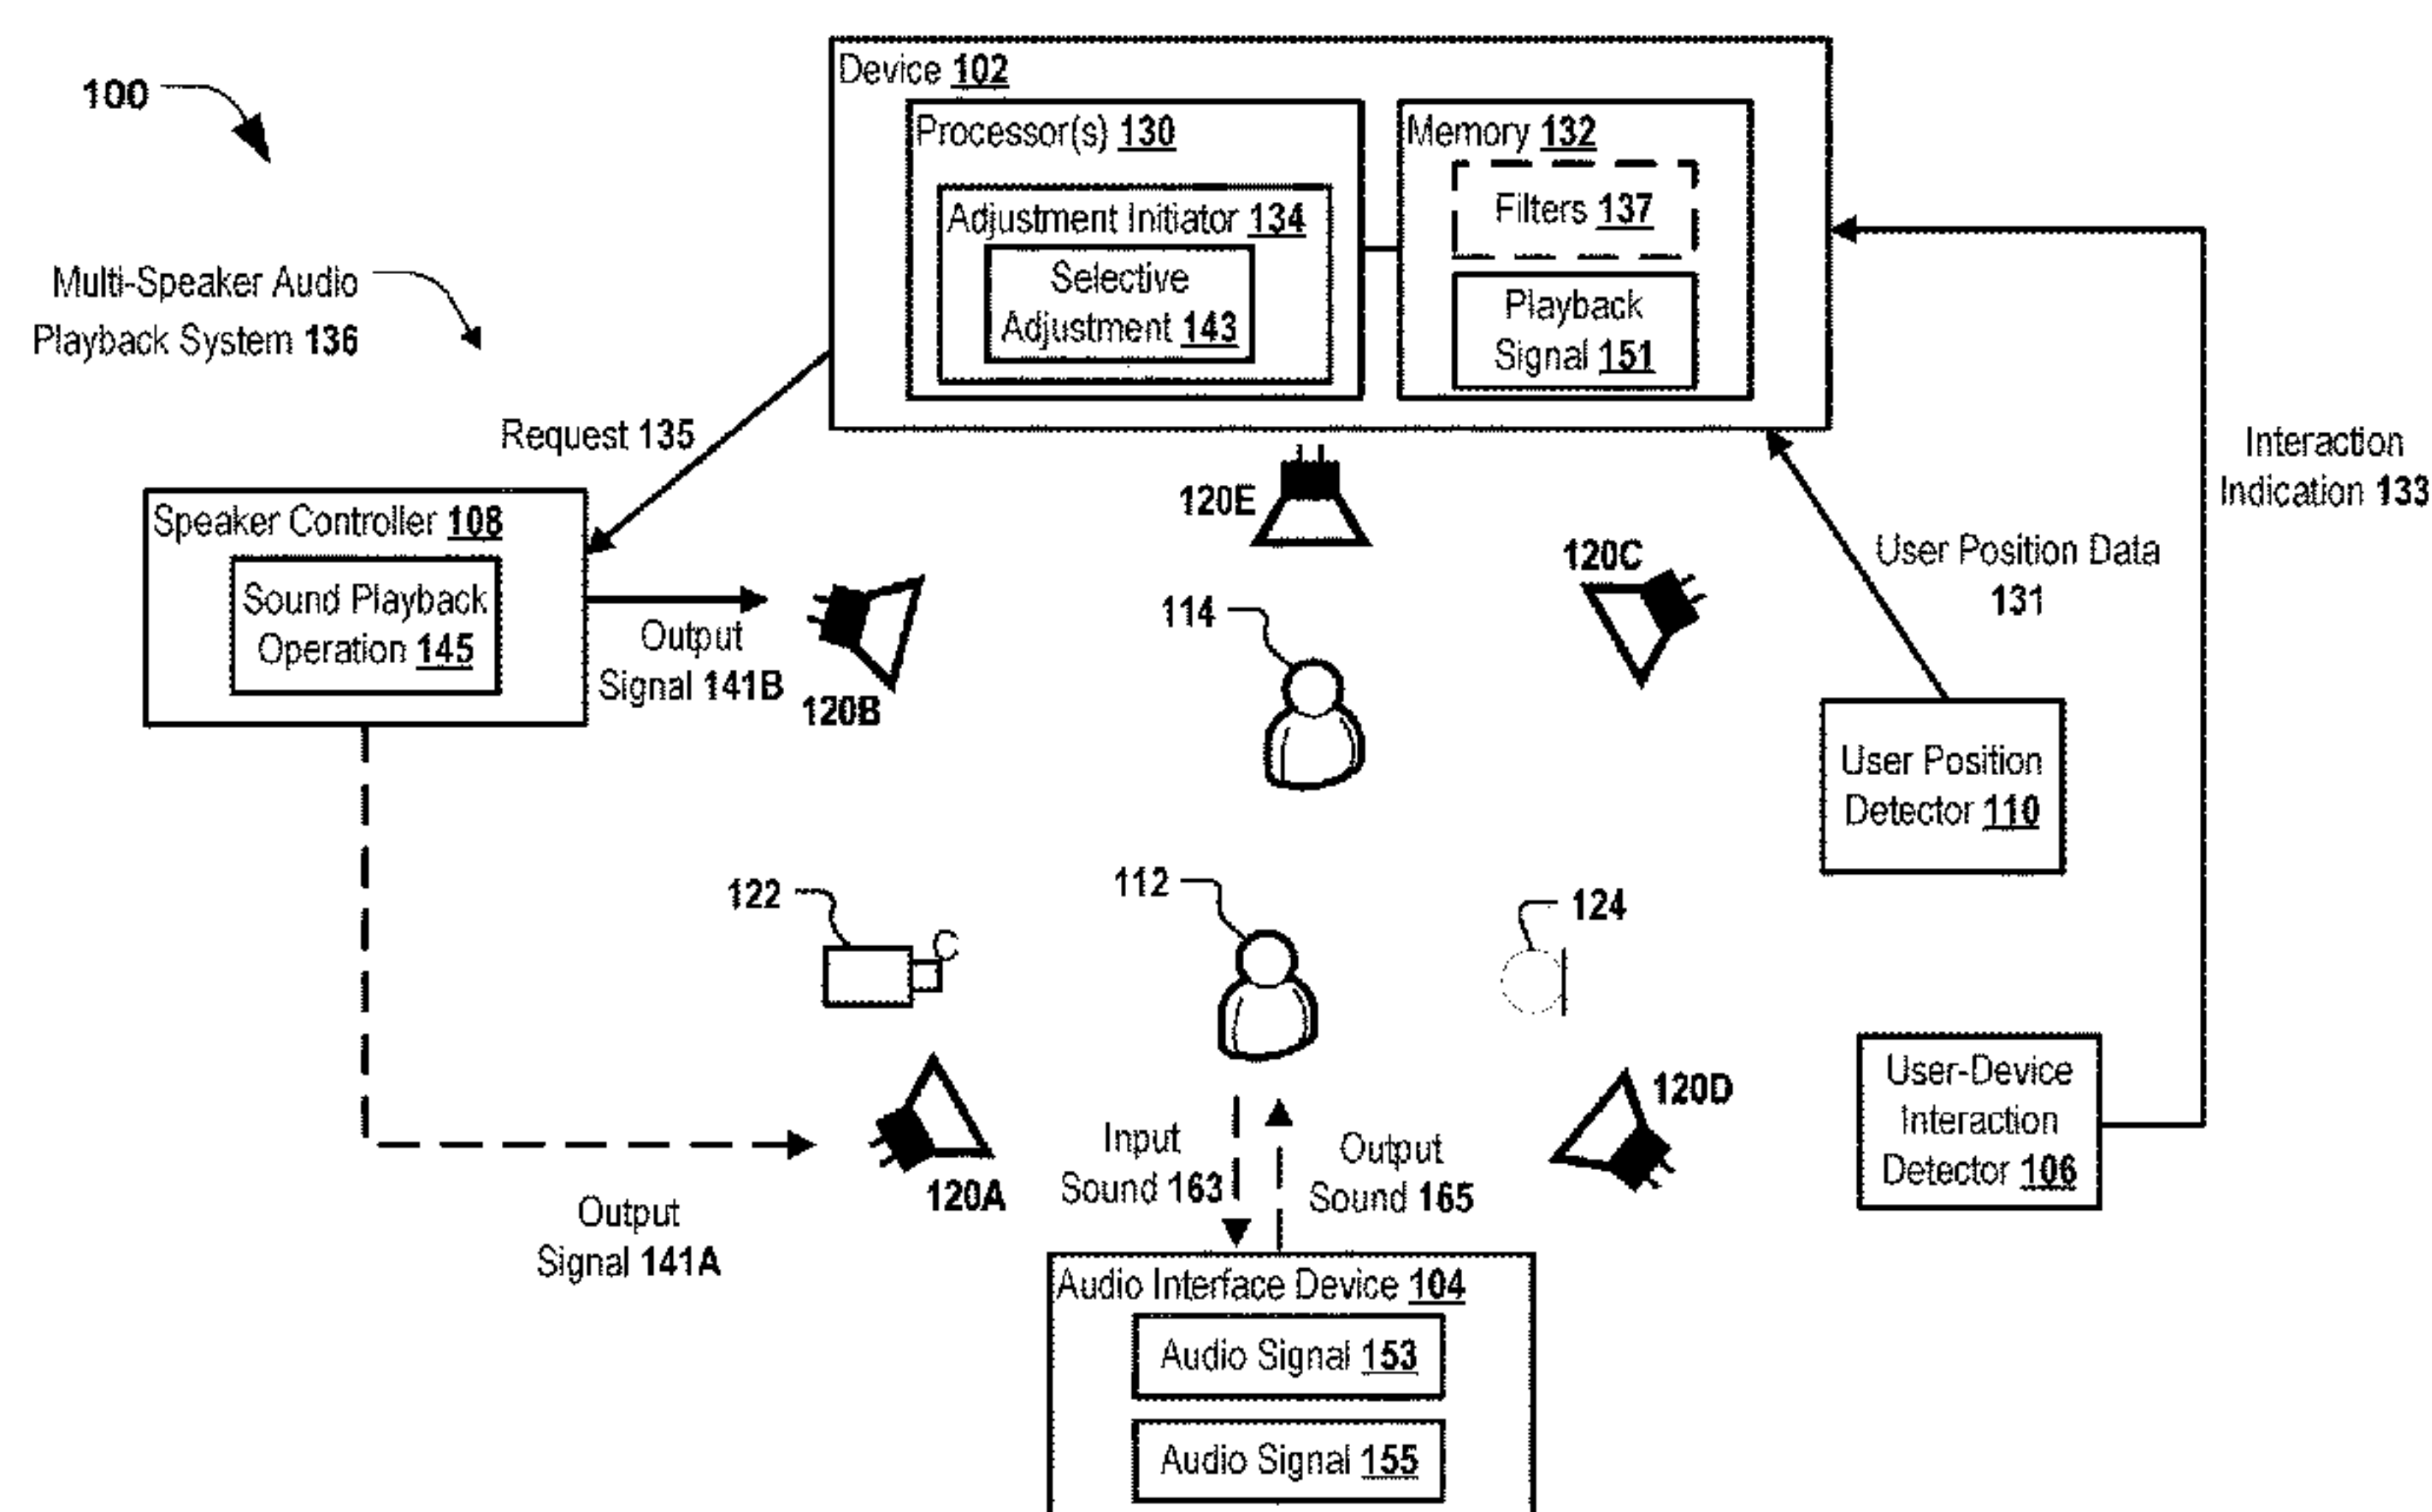 100
Multi-Speaker Audio
Playback System 136
Device 102
Processor(s) 130
Adjustment Initiator 134
Selective
Adjustment 143
Memory 132
Filters 137
Playback
Signal 151
Request 135
Interaction
Indication 133
Speaker Controller 108
Sound Playback
Operation 145
Output
Signal 141B
120B
120E
120C
User Position Data
131
114
User Position
Detector 110
122
112
124
User-Device
Interaction
Detector 106
120A
120D
Input
Sound 163
Output
Sound 165
Output
Signal 141A
Audio Interface Device 104
Audio Signal 153
Audio Signal 155